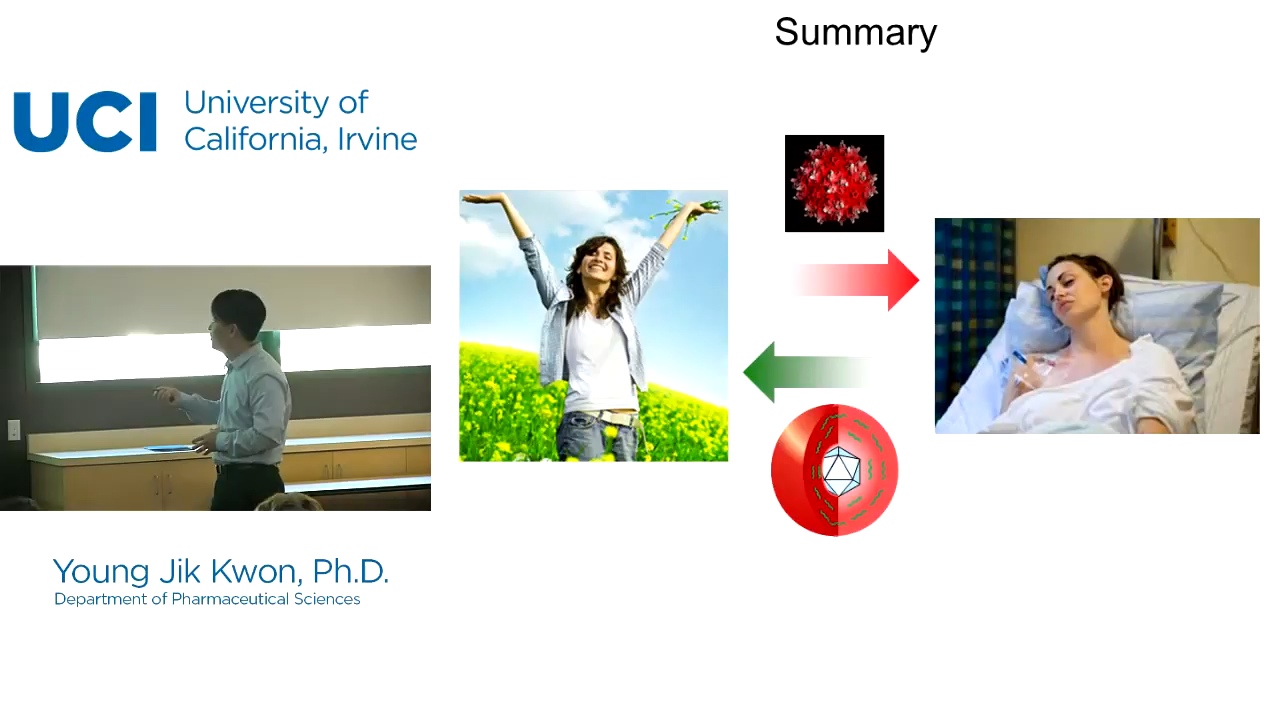 Summary
UCI
University of
California, Irvine
Young Jik Kwon, Ph.D.
Department of Pharmaceutical Sciences